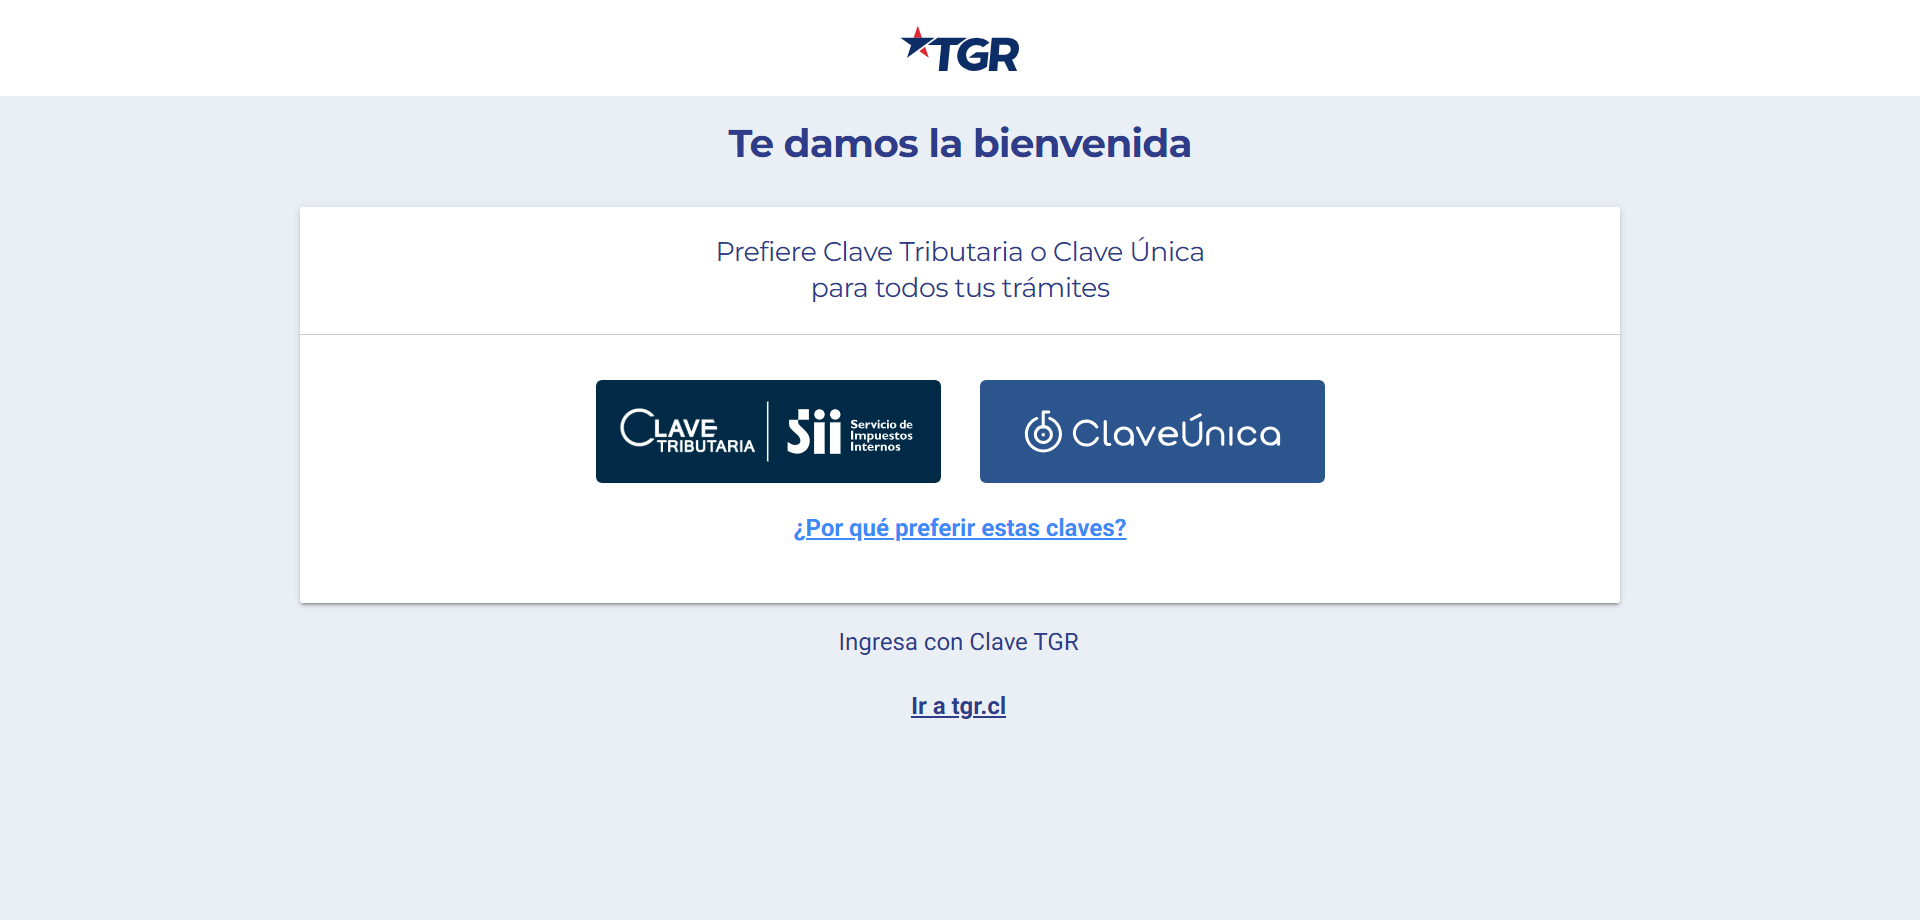 TGR
Te damos la bienvenida
Prefiere Clave Tributaria o Clave Única
para todos tus trámites
CLAVE
TRIBUTARIA
Sii
Servicio de
Impuestos
Internos
ClaveÚnica
¿Por qué preferir estas claves?
Ingresa con Clave TGR
Ir a tgr.cl